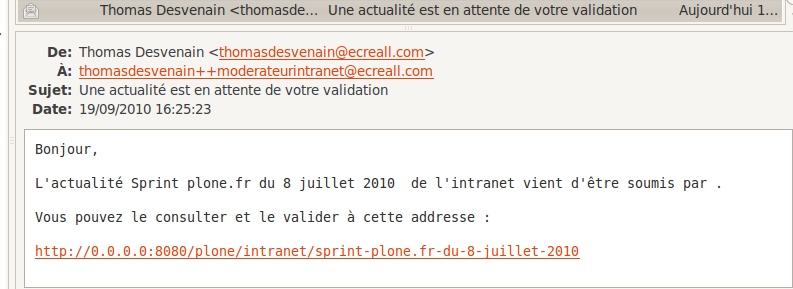 Thomas Desvenain <thomasde... Une actualité est en attente de votre validation Aujourd'hui 1...
De: Thomas Desvenain <thomasdesvenain@ecreall.com>
À: thomasdesvenain++moderateurintranet@ecreall.com
Sujet: Une actualité est en attente de votre validation
Date: 19/09/2010 16:25:23
Bonjour,
L'actualité Sprint plone.fr du 8 juillet 2010  de l'intranet vient d'être soumis par .
Vous pouvez le consulter et le valider à cette addresse :
http://0.0.0.0:8080/plone/intranet/sprint-plone.fr-du-8-juillet-2010